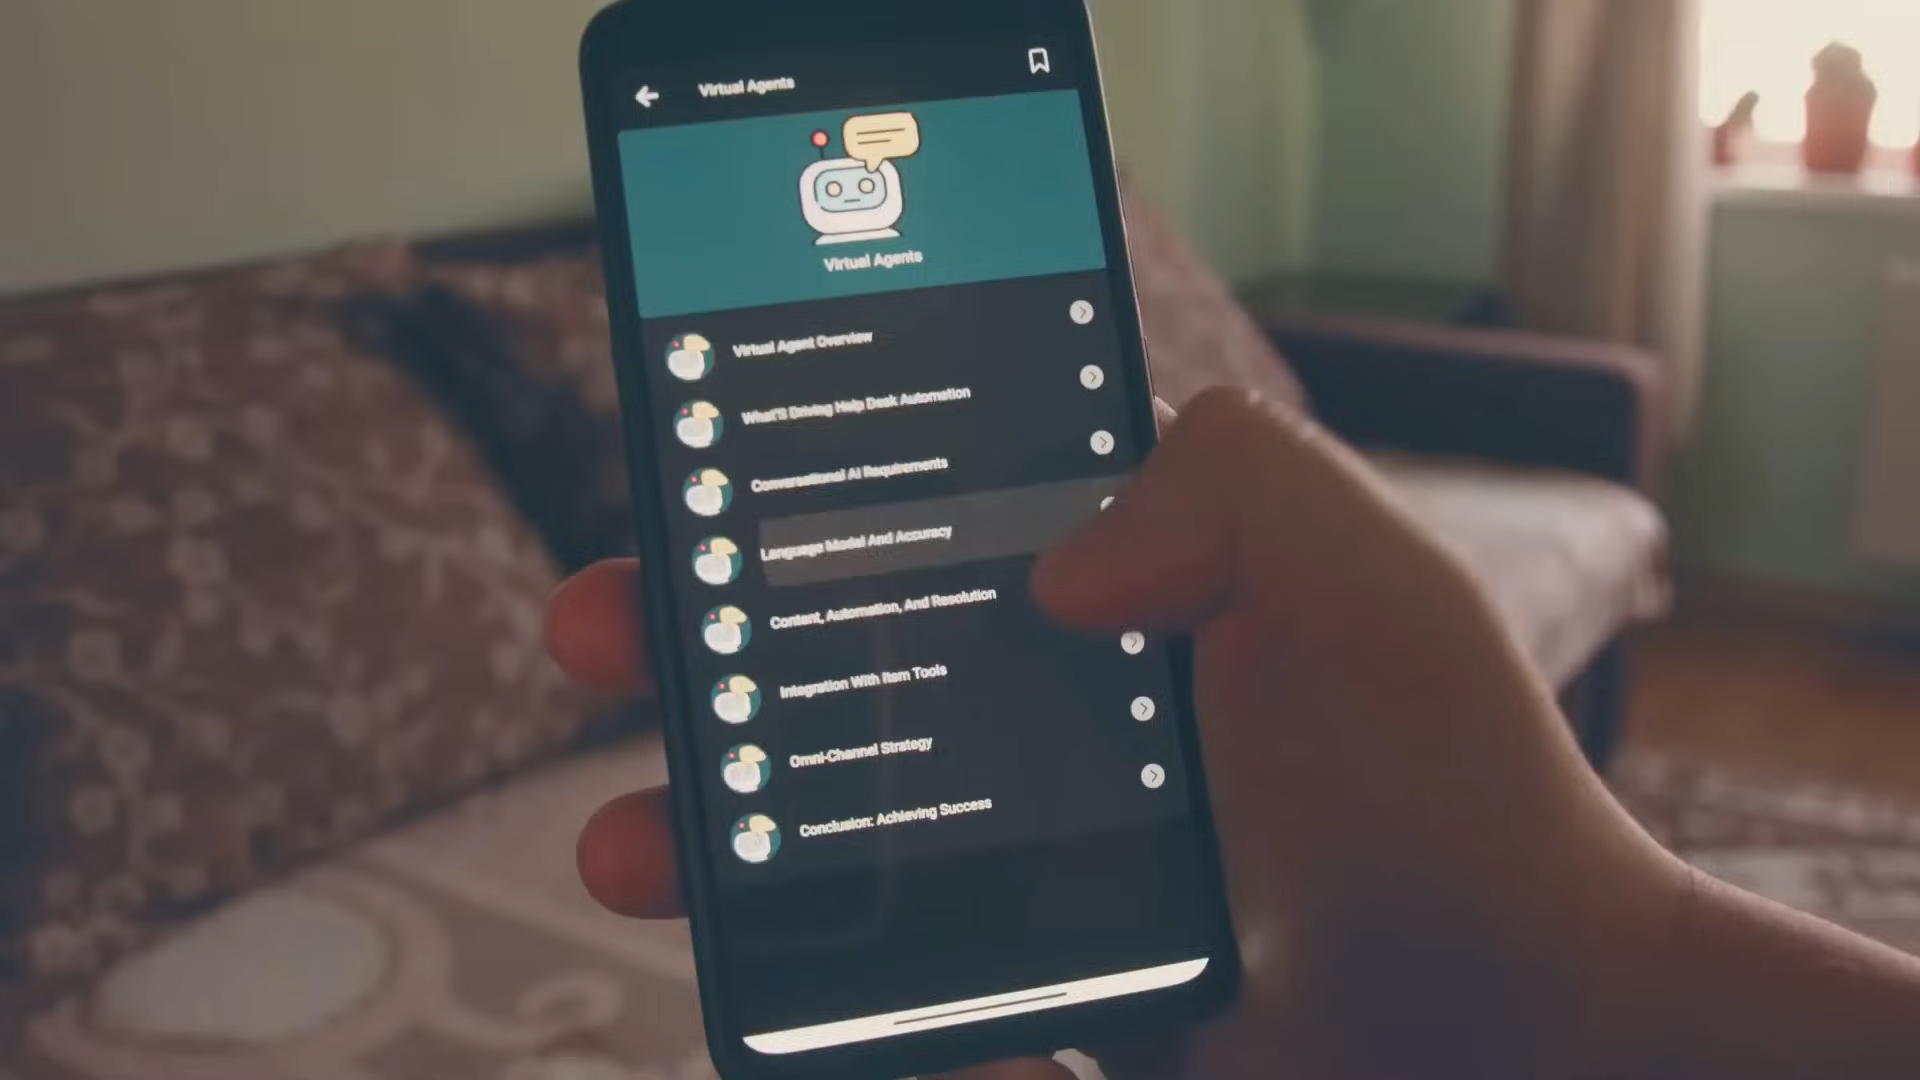 Virtual Agents
Virtual Agents
Virtual Agent Overview
What'S Driving Help Desk Automation
Conversational AI Requirements
Language Model And Accuracy
Content, Automation, And Resolution
Integration With Itsm Tools
Omni-Channel Strategy
Conclusion: Achieving Success